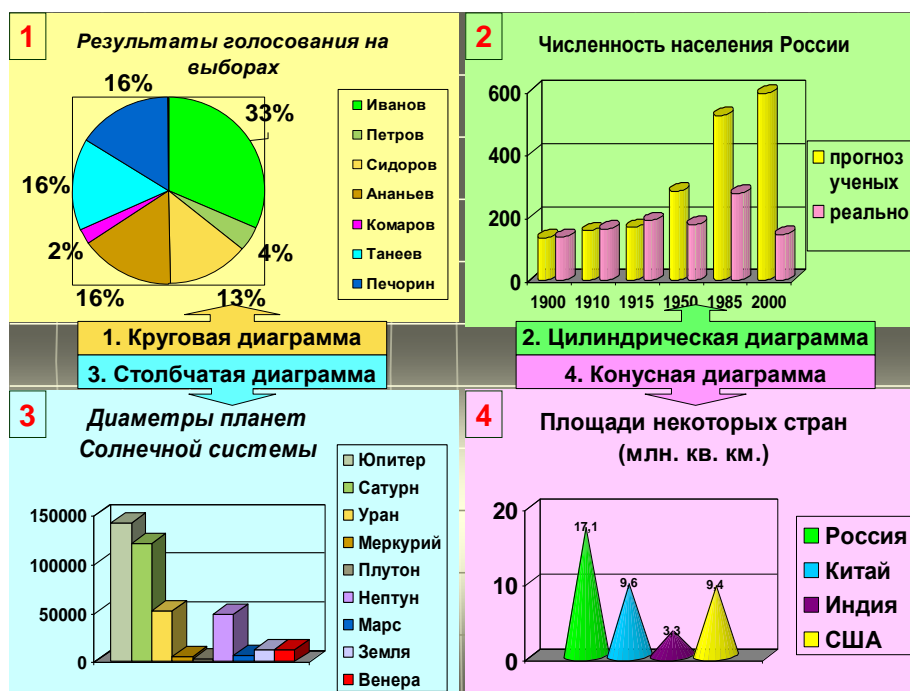 1
Результаты голосования на
выборах
16%
33%
16%
4%
2%
16%
13%
Иванов
Петров
Сидоров
Ананьев
Комаров
Танеев
Печорин
2
Численность населения России
600
400
200
0
1900 1910 1915 1950 1985 2000
прогноз
ученых
реально
1. Круговая диаграмма
2. Цилиндрическая диаграмма
3. Столбчатая диаграмма
4. Конусная диаграмма
3
Диаметры планет
Солнечной системы
150000
100000
50000
0
Юпитер
Сатурн
Уран
Меркурий
Плутон
Нептун
Марс
Земля
Венера
4
Площади некоторых стран
(млн. кв. км.)
20
10
0
17,1
9,6
3,3
9,4
Россия
Китай
Индия
США